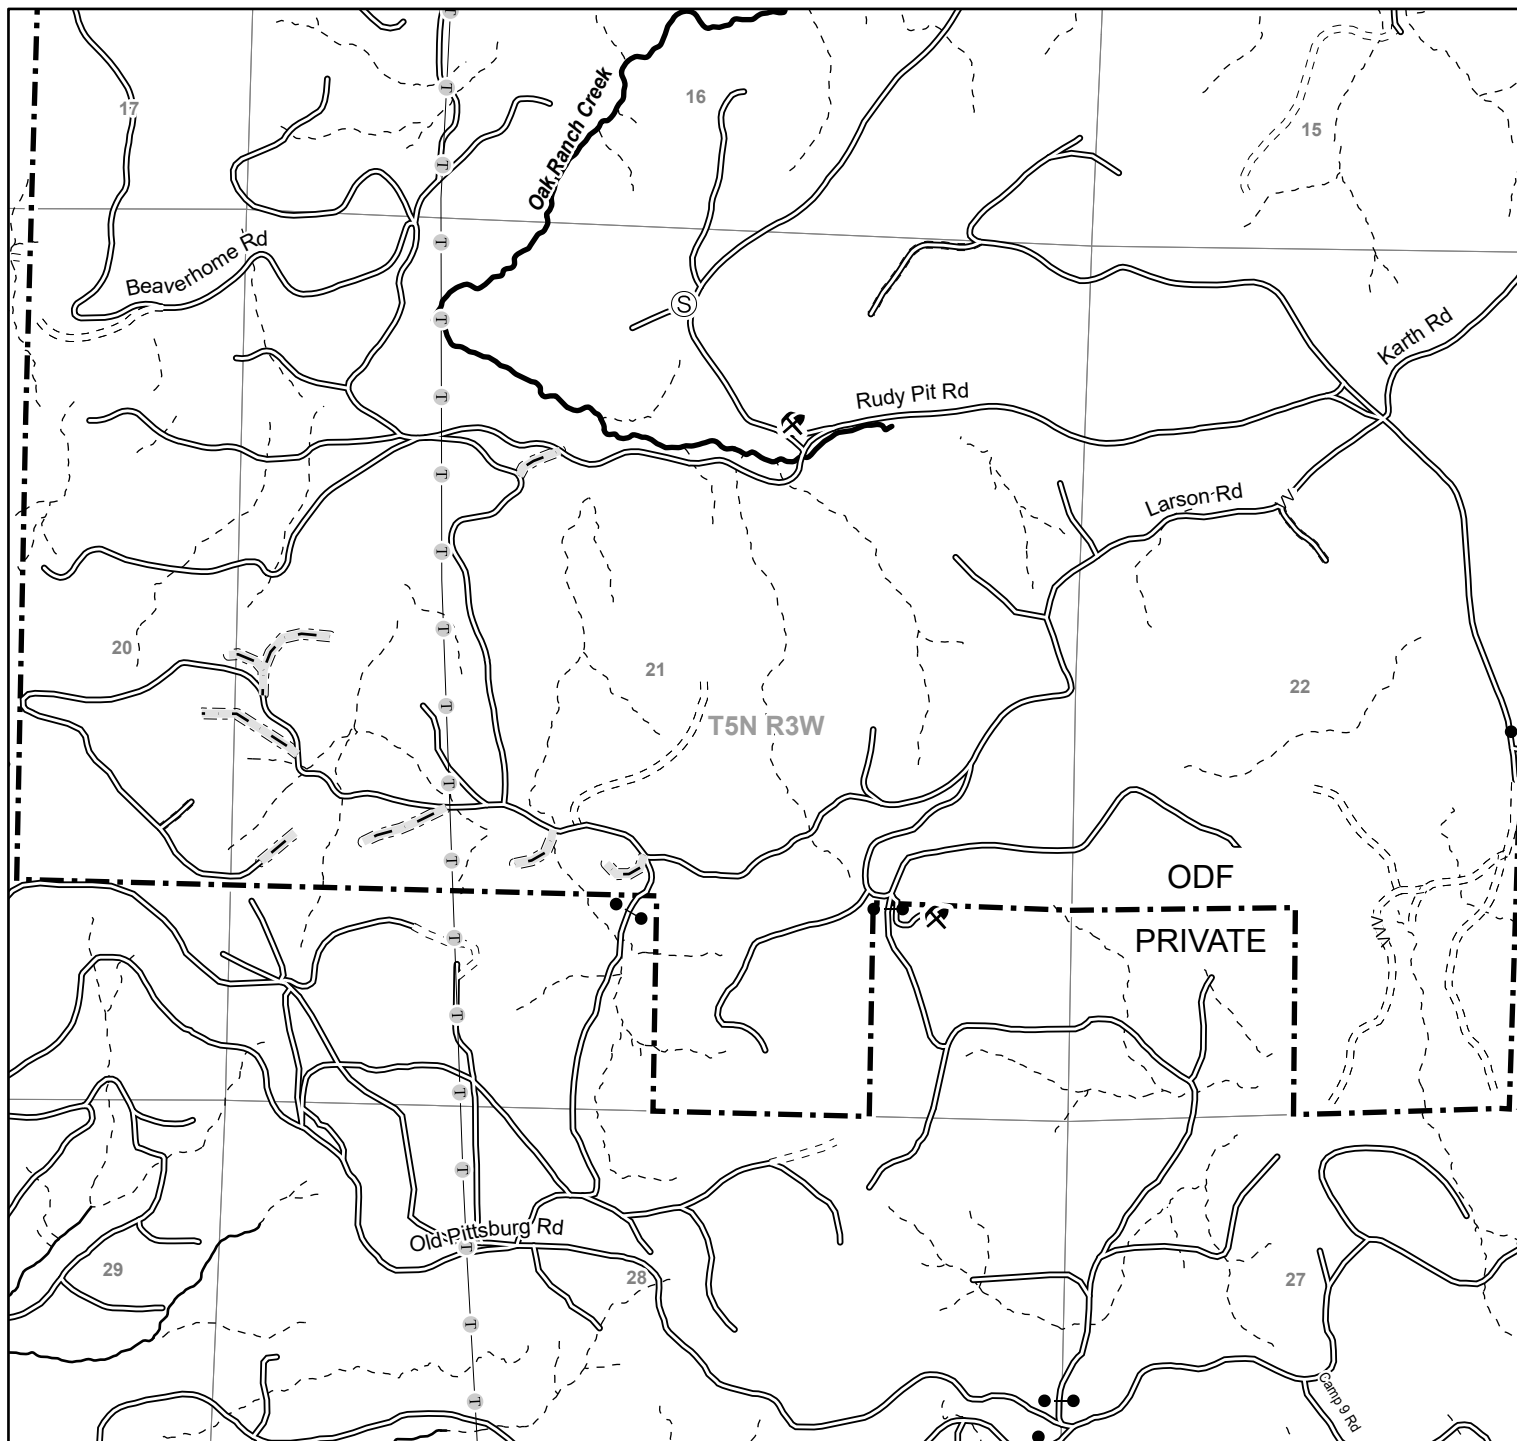 T
17
16
15
T
Oak Ranch Creek
T
T
Beaverhome Rd
S
T
Karth Rd
T
Rudy Pit Rd
T
Larson Rd
T
T
20
21
22
T
T5N R3W
T
T
ODF
T
PRIVATE
T
T
T
Old Pittsburg Rd
T
29
28
27
T
T
Camp 9 Rd